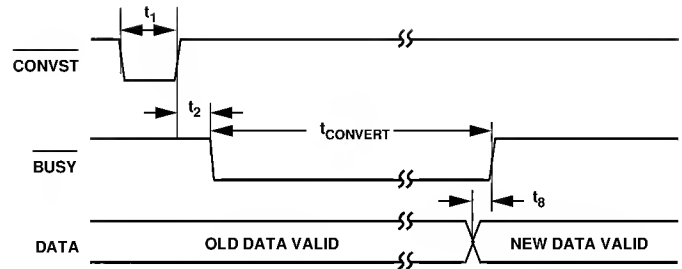 t1
CONVST
t2
tCONVERT
BUSY
t8
DATA
OLD DATA VALID
NEW DATA VALID